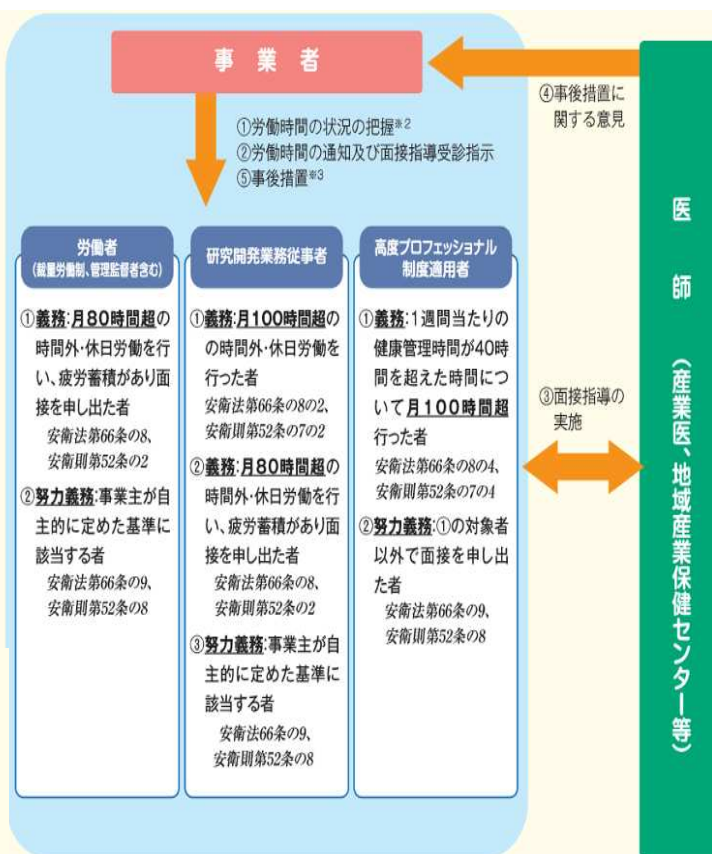 事業者
④事後措置に
関する意見
①労働時間の状況の把握※2
②労働時間の通知及び面接指導受診指示
⑤事後措置※3
労働者
(裁量労働制、管理監督者含む)
①義務:月80時間超の
時間外・休日労働を行
い、疲労蓄積があり面
接を申し出た者
安衛法第66条の8、
安衛則第52条の2
②努力義務:事業主が自
主的に定めた基準に
該当する者
安衛法第66条の9、
安衛則第52条の8
研究開発業務従事者
①義務:月100時間超の
の時間外・休日労働を
行った者
安衛法第66条の8の2、
安衛則第52条の7の2
②義務:月80時間超の
時間外・休日労働を行
い、疲労蓄積があり面
接を申し出た者
安衛法第66条の8、
安衛則第52条の2
③努力義務:事業主が自
主的に定めた基準に
該当する者
安衛法66条の9、
安衛則第52条の8
高度プロフェッショナル
制度適用者
①義務:1週間当たりの
健康管理時間が40時
間を超えた時間につ
いて月100時間超
行った者
安衛法第66条の8の4、
安衛則第52条の7の4
②努力義務:①の対象者
以外で面接を申し出
た者
安衛法第66条の9、
安衛則第52条の8
③面接指導の
実施
医師(産業医、地域産業保健センター等)